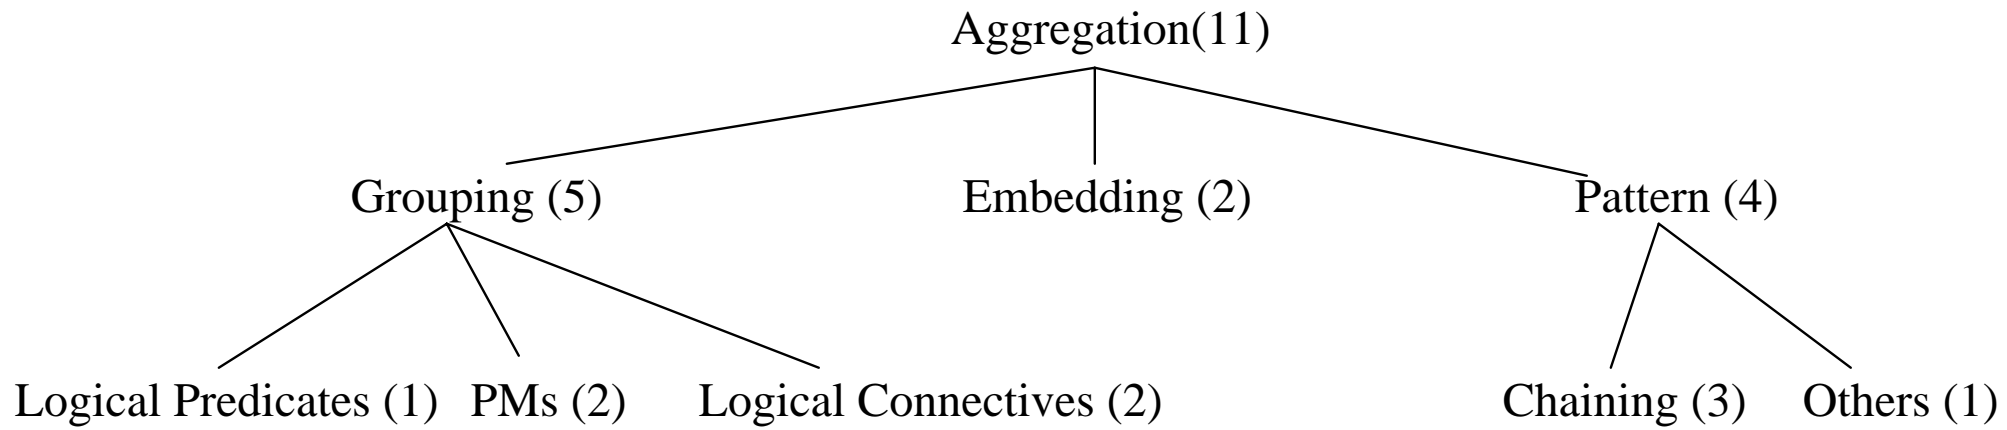 Aggregation(11)
Grouping (5) Embedding (2) Pattern (4)
Logical Predicates (1) PMs (2) Logical Connectives (2) Chaining (3) Others (1)